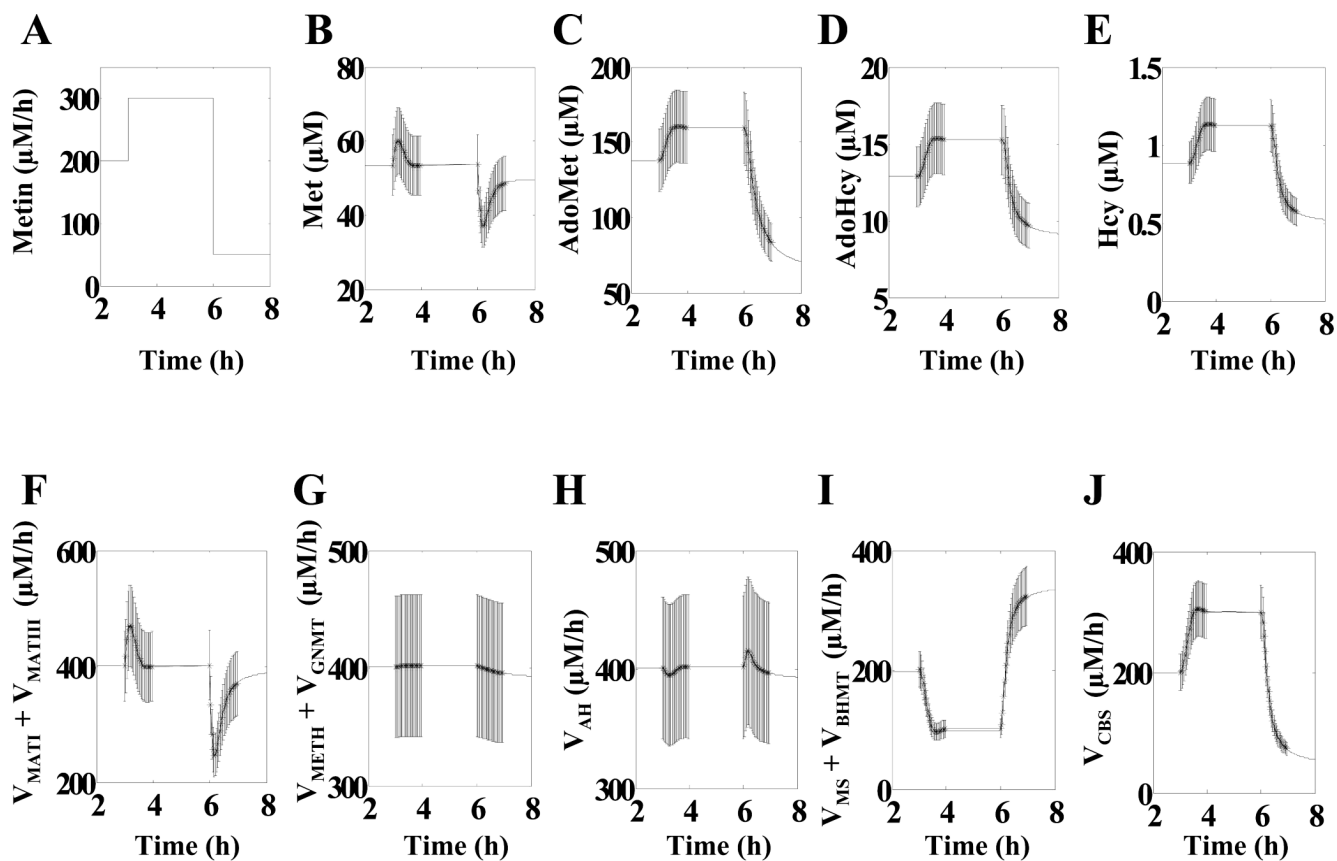 A
Metin (μM/h)
300
200
100
0
2 4 6 8
Time (h)
B
Met (μM)
80
60
40
20
2 4 6 8
Time (h)
C
AdoMet (μM)
200
150
100
50
2 4 6 8
Time (h)
D
AdoHcy (μM)
20
15
10
5
2 4 6 8
Time (h)
E
Hcy (μM)
1.5
1
0.5
0
2 4 6 8
Time (h)
F
VMATI + VMATIII (μM/h)
600
400
200
2 4 6 8
Time (h)
G
VMETH + VGNMT (μM/h)
500
400
300
2 4 6 8
Time (h)
H
VAH (μM/h)
500
400
300
2 4 6 8
Time (h)
I
VMS + VBHMT (μM/h)
400
200
0
2 4 6 8
Time (h)
J
VCBS (μM/h)
400
200
0
2 4 6 8
Time (h)